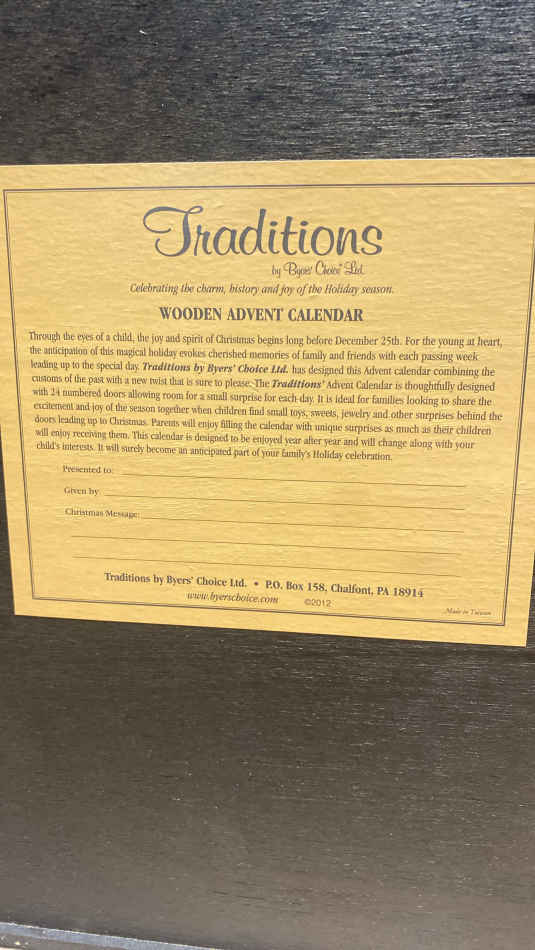 Traditions
by Byers' Choice® Ltd.
Celebrating the charm, history and joy of the Holiday season.
WOODEN ADVENT CALENDAR
Through the eyes of a child, the joy and spirit of Christmas begins long before December 25th. For the young at heart,
the anticipation of this magical holiday evokes cherished memories of family and friends with each passing week
leading up to the special day. Traditions by Byers' Choice Ltd. has designed this Advent calendar combining the
customs of the past with a new twist that is sure to please. The Traditions' Advent Calendar is thoughtfully designed
with 24 numbered doors allowing room for a small surprise for each day. It is ideal for families looking to share the
excitement and joy of the season together when children find small toys, sweets, jewelry and other surprises behind the
doors leading up to Christmas. Parents will enjoy filling the calendar with unique surprises as much as their children
will enjoy receiving them. This calendar is designed to be enjoyed year after year and will change along with your
child's interests. It will surely become an anticipated part of your family's Holiday celebration.
Presented to:
Given by:
Christmas Message:
Traditions by Byers' Choice Ltd. • P.O. Box 158, Chalfont, PA 18914
www.byerschoice.com ©2012
Made in Taiwan